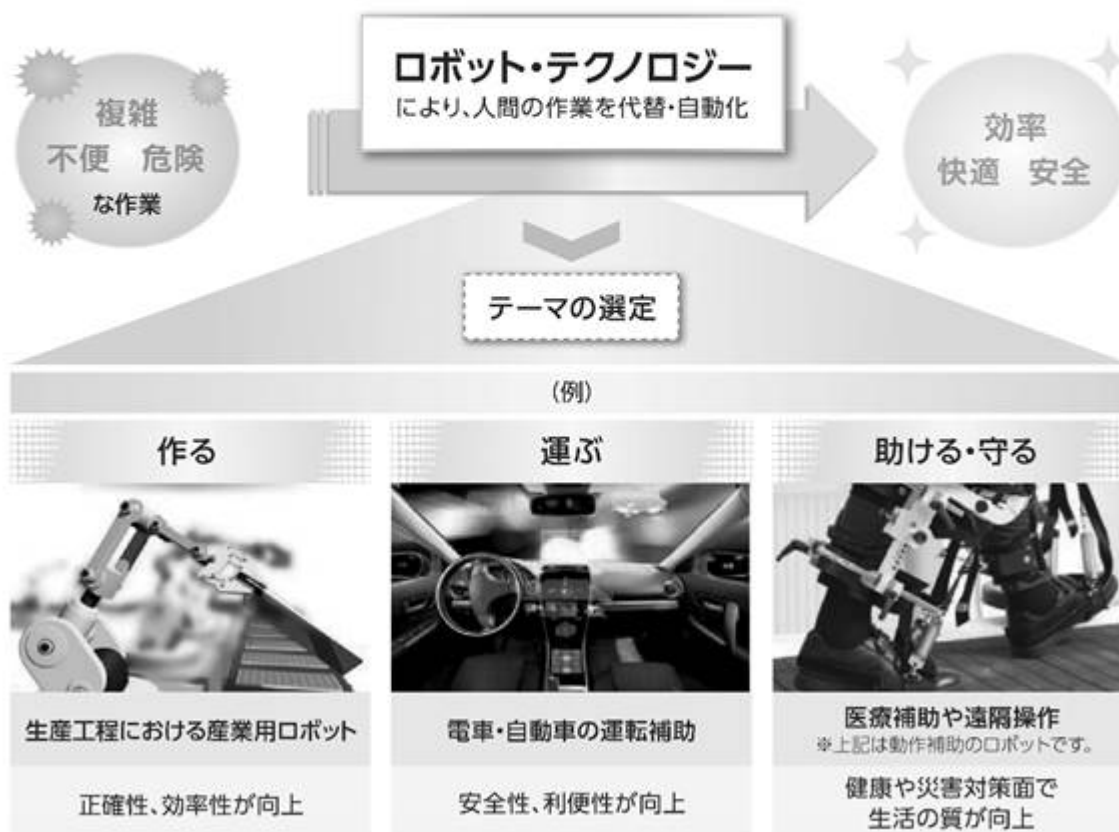 複雑
不便 危険
な作業
ロボット・テクノロジー
により、人間の作業を代替・自動化
効率
快適 安全
テーマの選定
(例)
作る
運ぶ
助ける・守る
生産工程における産業用ロボット
電車・自動車の運転補助
医療補助や遠隔操作
※上記は動作補助のロボットです。
正確性、効率性が向上
安全性、利便性が向上
健康や災害対策面で
生活の質が向上